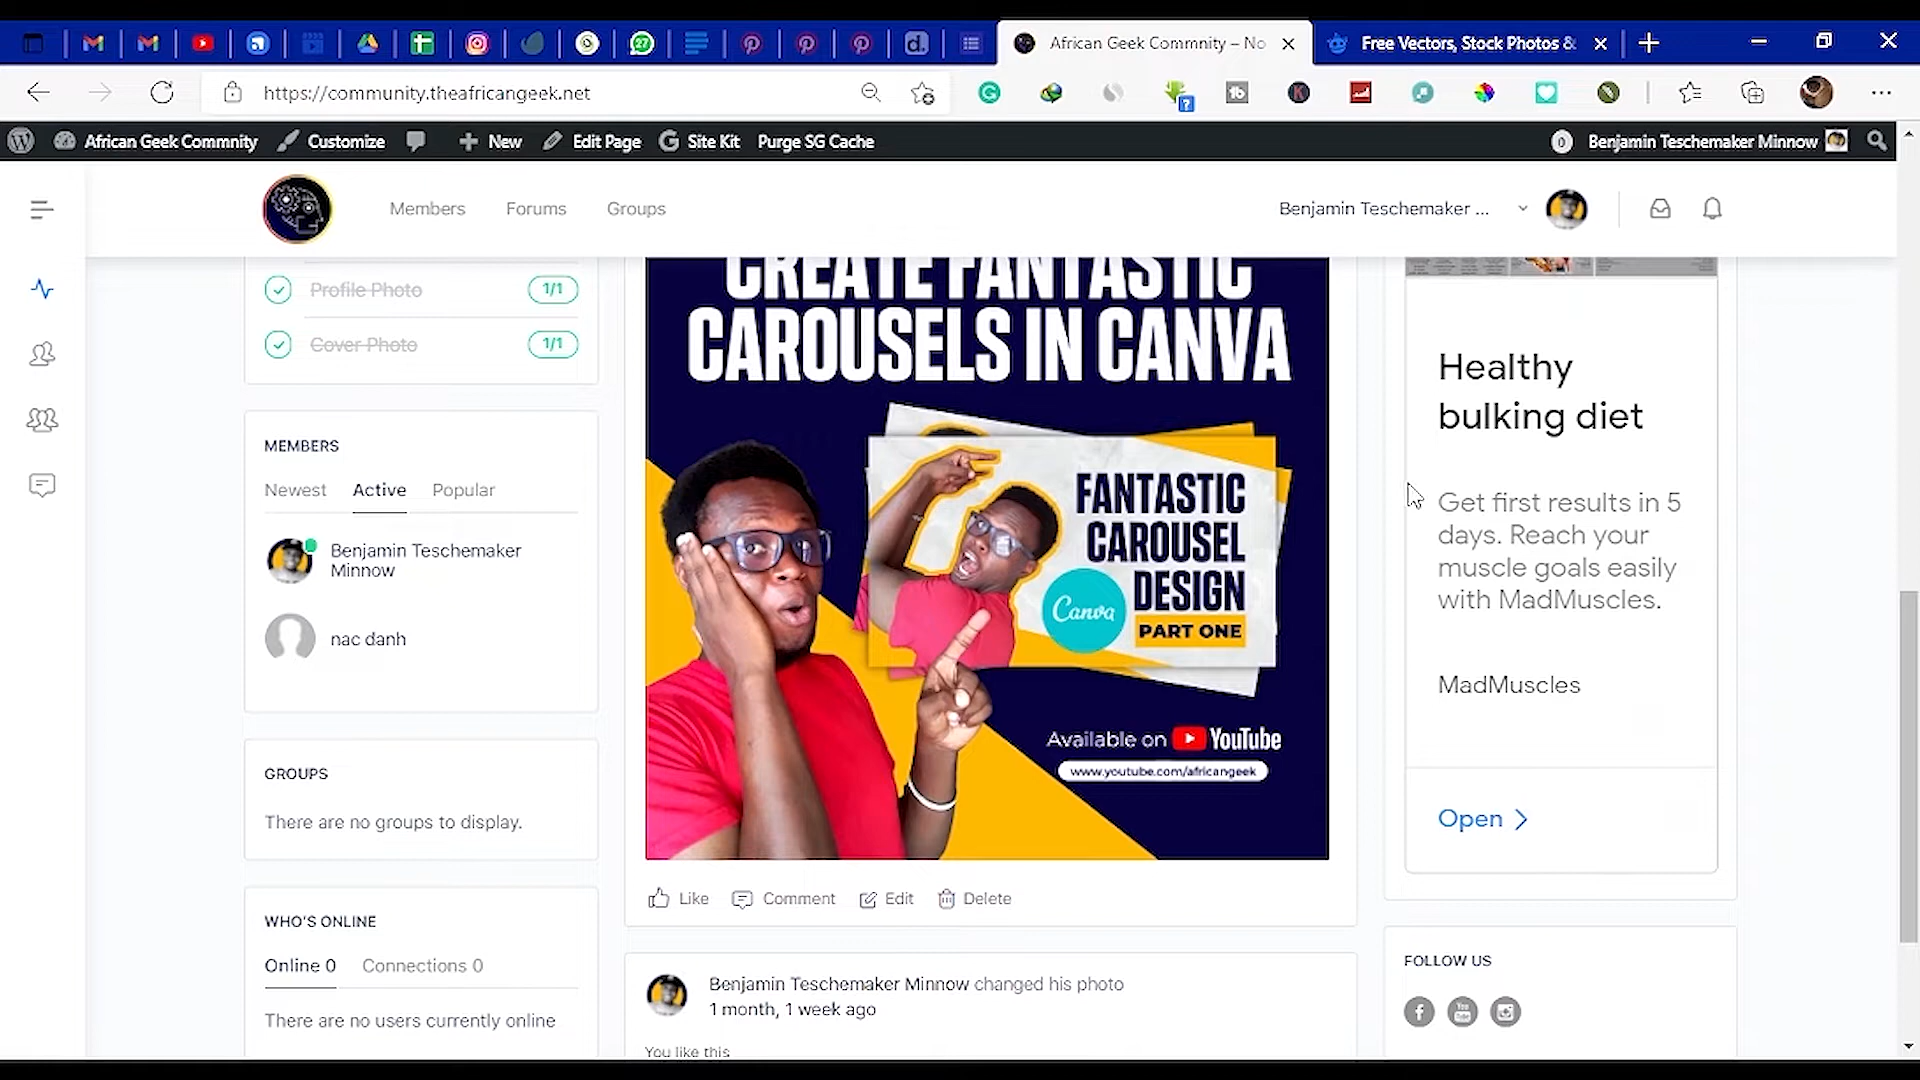 African Geek Commnity – No
Free Vectors, Stock Photos &
https://community.theafricangeek.net
African Geek Commnity
Customize
New
Edit Page
Site Kit
Purge SG Cache
0
Benjamin Teschemaker Minnow
Members
Forums
Groups
Benjamin Teschemaker ...
Profile Photo
1/1
Cover Photo
1/1
MEMBERS
Newest
Active
Popular
Benjamin Teschemaker
Minnow
nac danh
GROUPS
There are no groups to display.
WHO'S ONLINE
Online 0
Connections 0
There are no users currently online
CREATE FANTASTIC
CAROUSELS IN CANVA
FANTASTIC
CAROUSEL
DESIGN
Canva
PART ONE
Available on YouTube
www.youtube.com/africangeek
Like
Comment
Edit
Delete
Benjamin Teschemaker Minnow changed his photo
1 month, 1 week ago
You like this
Healthy
bulking diet
Get first results in 5
days. Reach your
muscle goals easily
with MadMuscles.
MadMuscles
Open
FOLLOW US